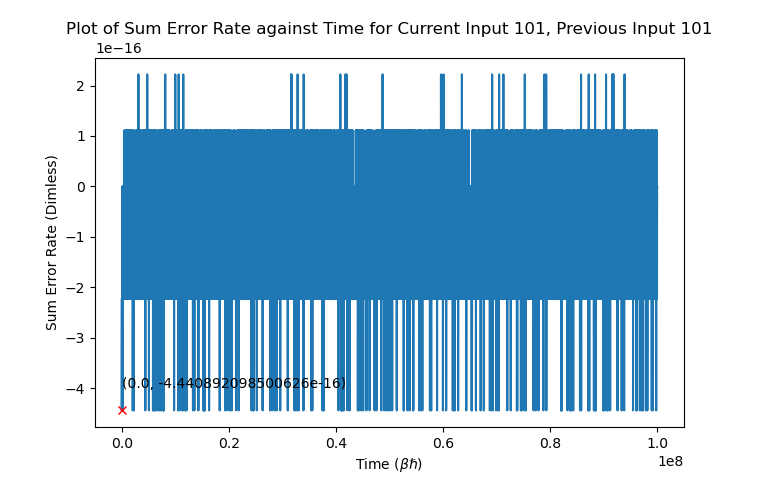 Plot of Sum Error Rate against Time for Current Input 101, Previous Input 101
1e−16
2
1
0
−1
−2
−3
−4
Sum Error Rate (Dimless)
(0.0, -4.440892098500626e-16)
0.0 0.2 0.4 0.6 0.8 1.0
Time (βħ)
1e8